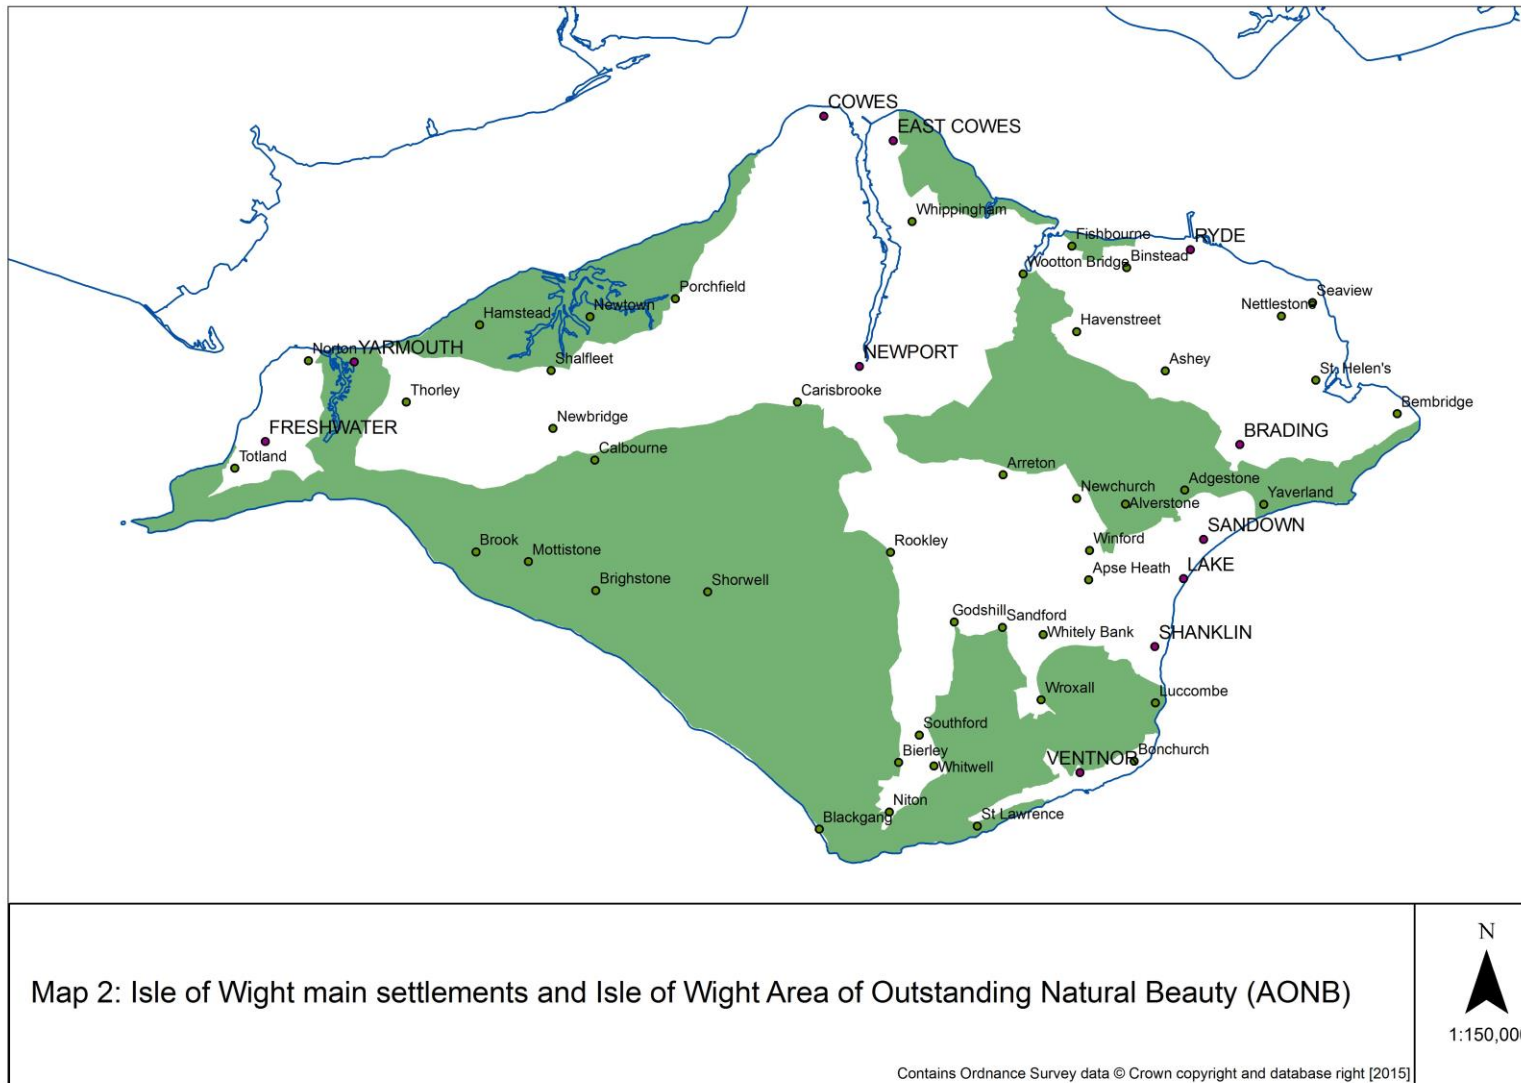 COWES
EAST COWES
Whippingham
Fishbourne
RYDE
Wootton Bridge
Binstead
Porchfield
Seaview
Nettlestone
Hamstead
Newtown
Havenstreet
Norton
YARMOUTH
Shalfleet
NEWPORT
Ashey
St. Helen's
Thorley
Carisbrooke
Bembridge
FRESHWATER
Newbridge
BRADING
Totland
Calbourne
Arreton
Newchurch
Adgestone
Alverstone
Yaverland
SANDOWN
Brook
Mottistone
Rookley
Winford
Brighstone
Shorwell
Apse Heath
LAKE
Godshill
Sandford
Whitely Bank
SHANKLIN
Wroxall
Luccombe
Southford
Bierley
Whitwell
VENTNOR
Bonchurch
Niton
Blackgang
St Lawrence
N
Map 2: Isle of Wight main settlements and Isle of Wight Area of Outstanding Natural Beauty (AONB)
1:150,000
Contains Ordnance Survey data © Crown copyright and database right [2015]